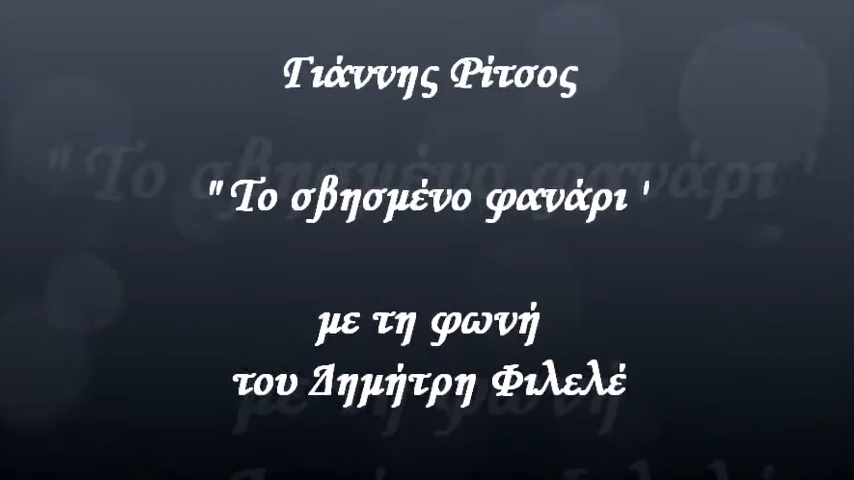 Γιάννης Ρίτσος
" Το σβησμένο φανάρι '
με τη φωνή
του Δημήτρη Φιλελέ